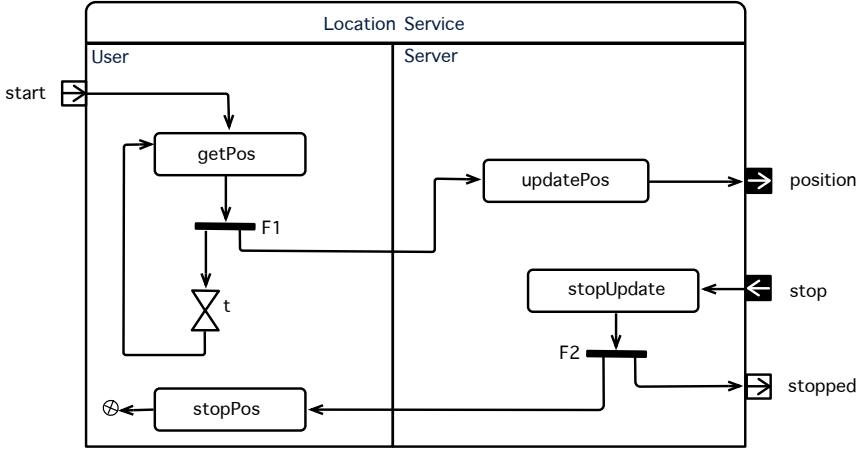 Location Service
User
Server
start
getPos
F1
t
updatePos
position
stopUpdate
stop
F2
stopped
stopPos